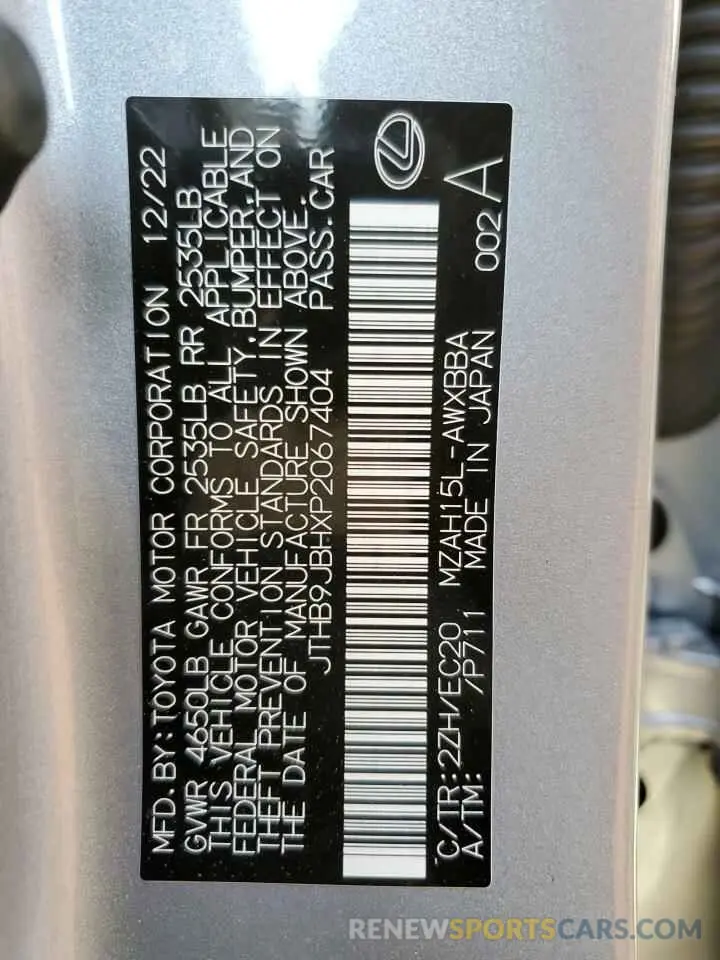 MFD. BY: TOYOTA MOTOR CORPORATION 12/22
GVWR 4650LB GAWR FR 2535LB RR 2535LB
THIS VEHICLE CONFORMS TO ALL APPLICABLE
FEDERAL MOTOR VEHICLE SAFETY, BUMPER, AND
THEFT PREVENTION STANDARDS IN EFFECT ON
THE DATE OF MANUFACTURE SHOWN ABOVE.
JTHB9JBHXP2067404 PASS. CAR
C/TR: 2ZH/EC20 MZAH15L-AWXBBA 002 A
A/TM: /P711 MADE IN JAPAN
RENEWSPORTSCARS.COM